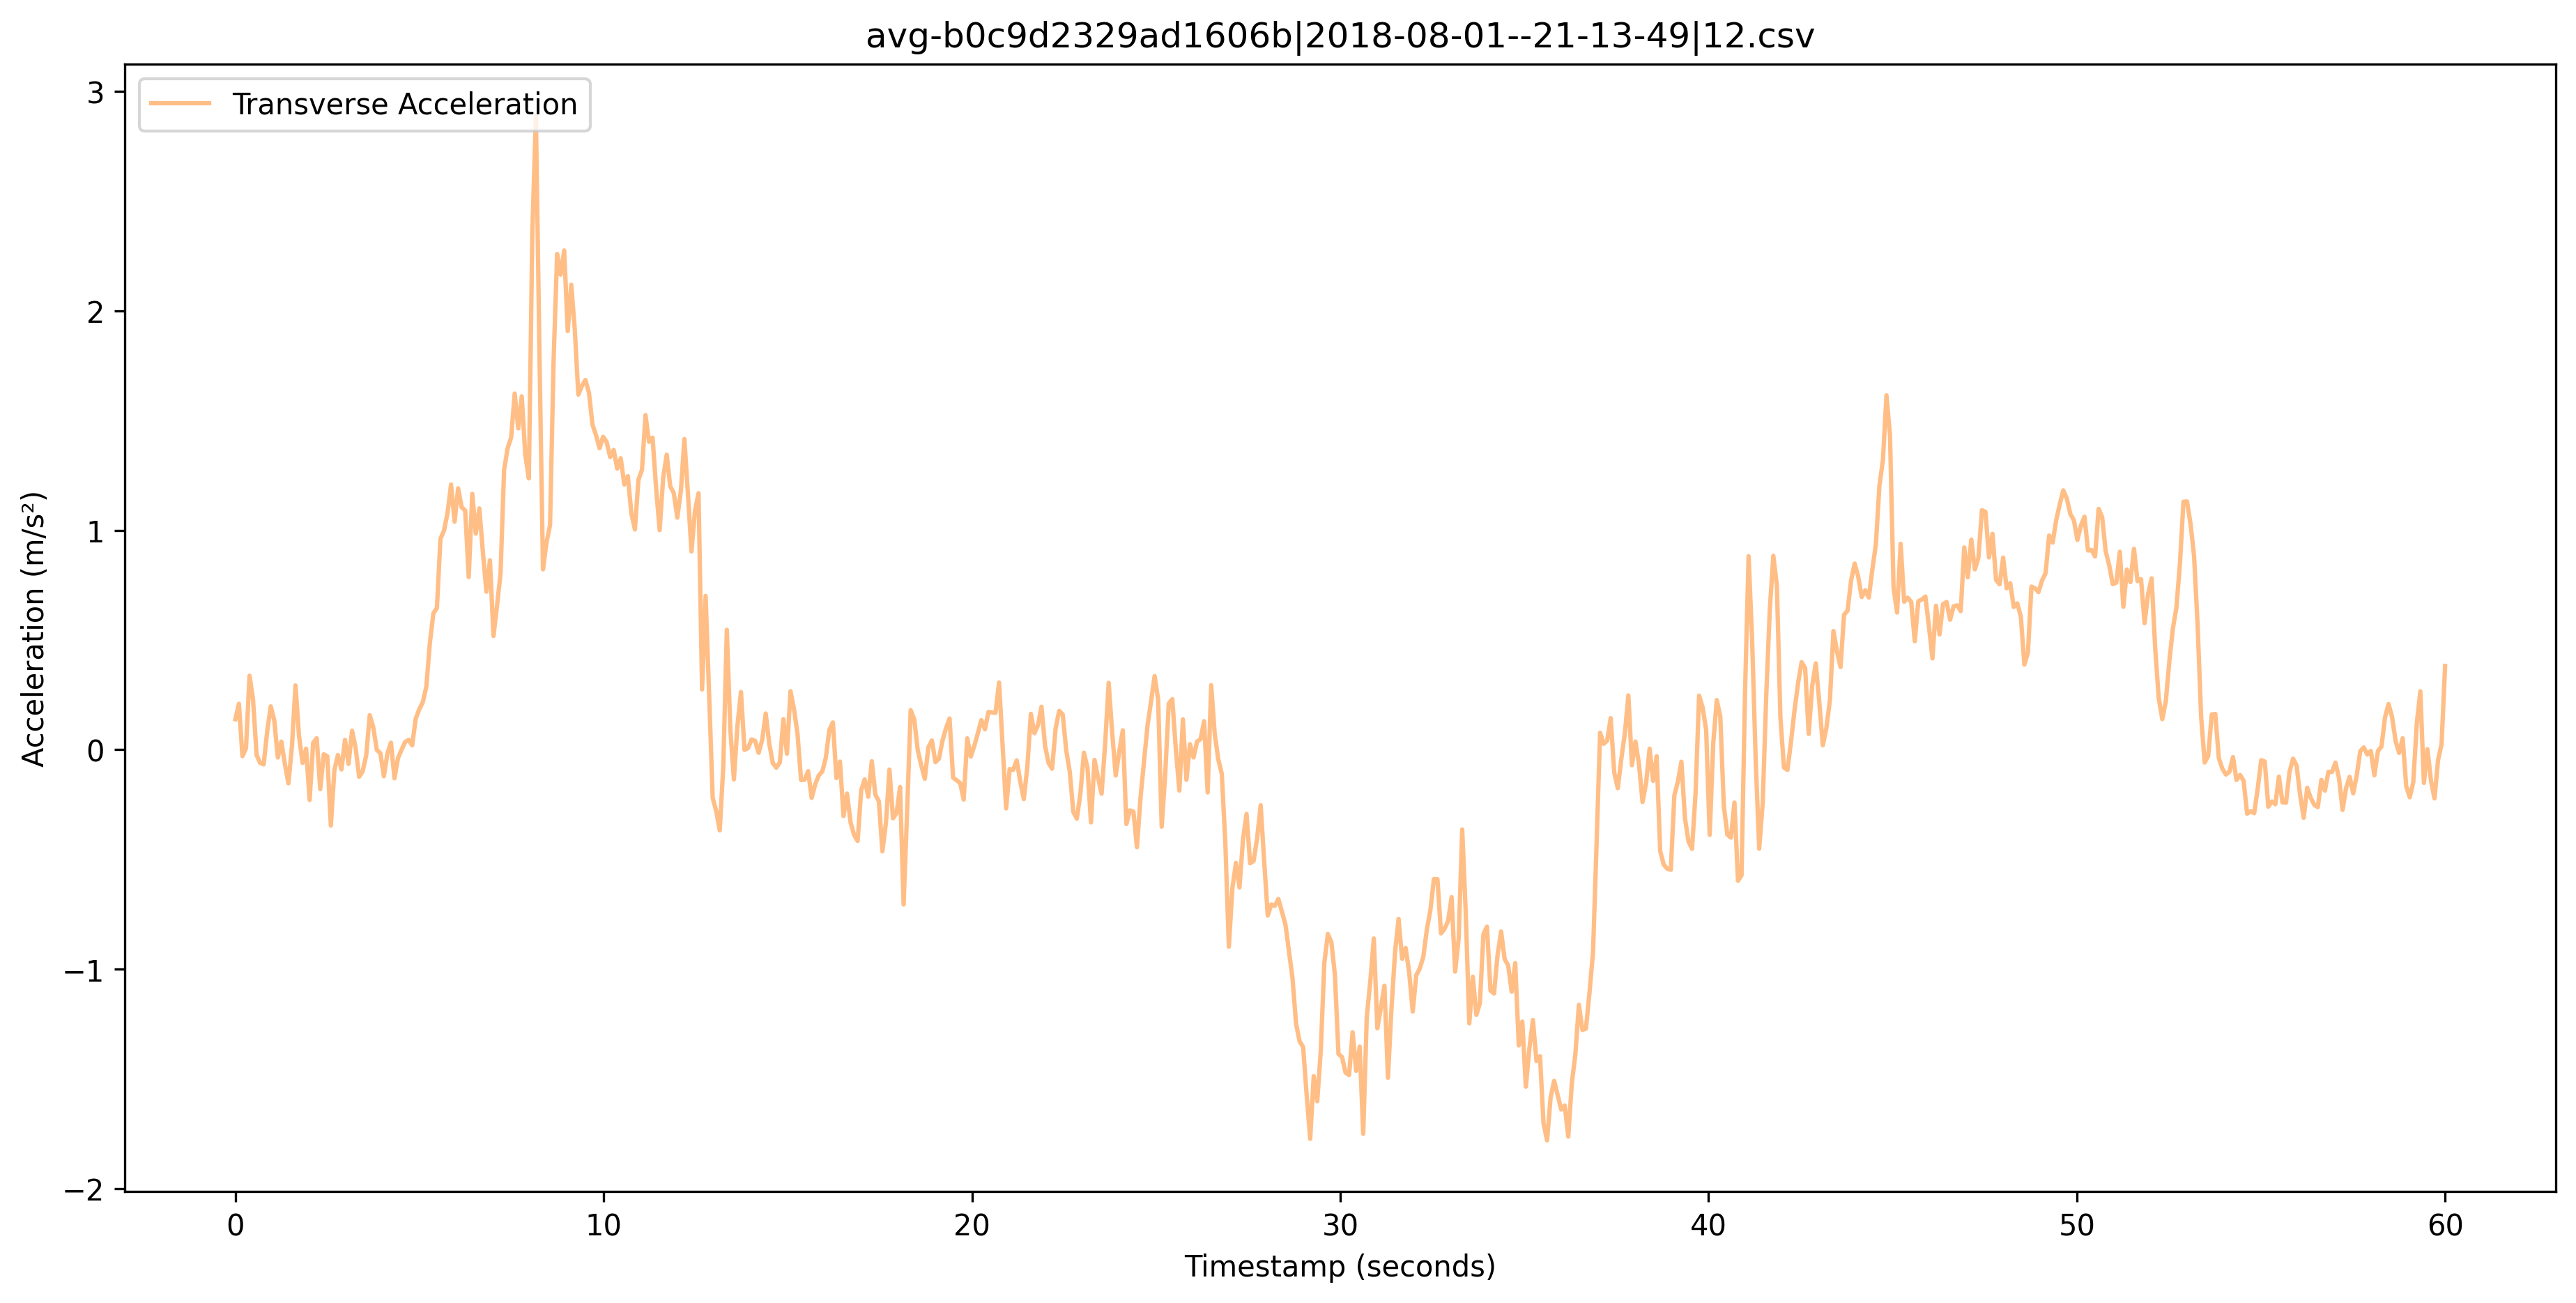 avg-b0c9d2329ad1606b|2018-08-01--21-13-49|12.csv
Transverse Acceleration
Acceleration (m/s²)
3
2
1
0
−1
−2
0 10 20 30 40 50 60
Timestamp (seconds)